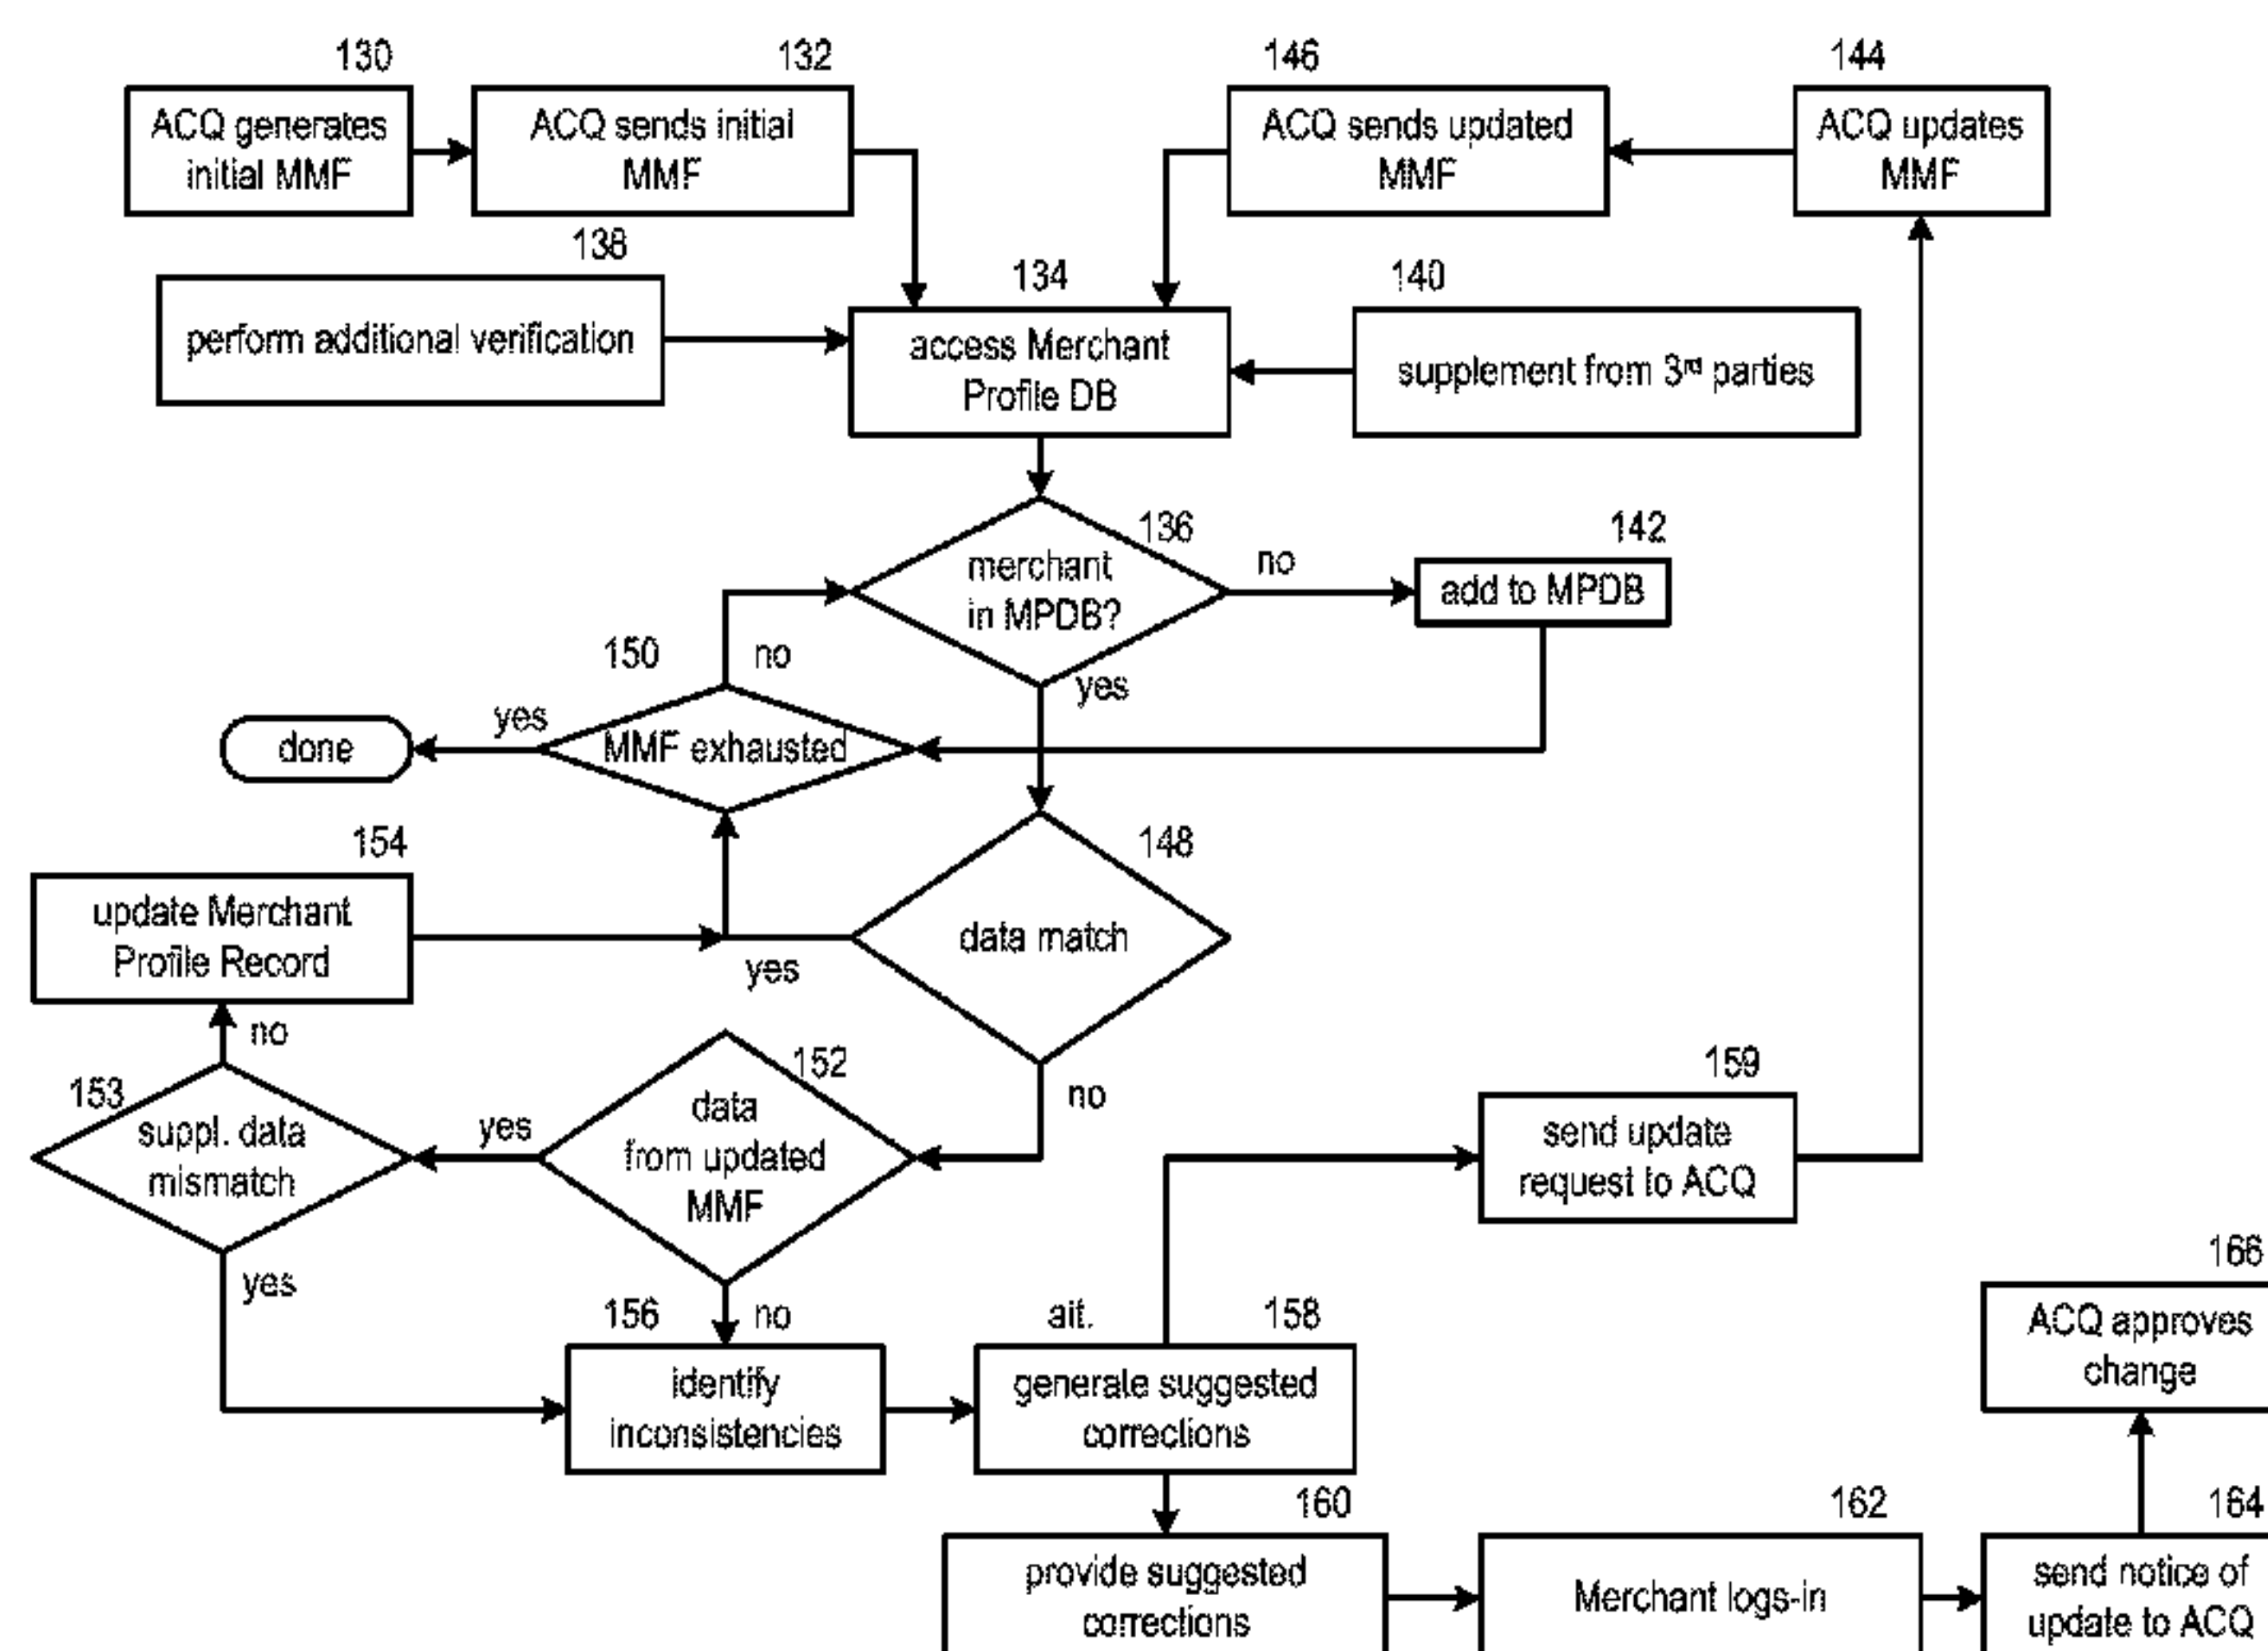 130
ACQ generates
initial MMF
132
ACQ sends initial
MMF
146
ACQ sends updated
MMF
144
ACQ updates
MMF
138
perform additional verification
134
access Merchant
Profile DB
140
supplement from 3rd parties
136
merchant
in MPDB?
no
142
add to MPDB
yes
150
no
MMF exhausted
yes
done
148
data match
yes
no
154
update Merchant
Profile Record
no
153
suppl. data
mismatch
yes
152
data
from updated
MMF
yes
no
159
send update
request to ACQ
156
identify
inconsistencies
ait.
158
generate suggested
corrections
166
ACQ approves
change
160
provide suggested
corrections
162
Merchant logs-in
164
send notice of
update to ACQ